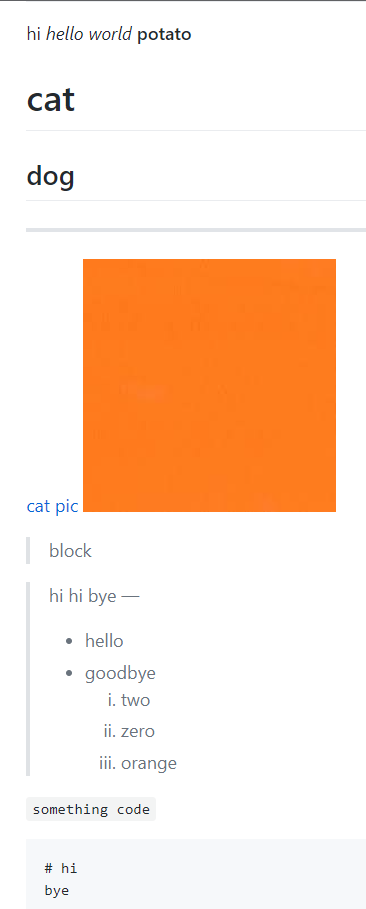 hi hello world potato
cat
dog
cat pic
block
hi hi bye —
• hello
• goodbye
i. two
ii. zero
iii. orange
something code
# hi
bye